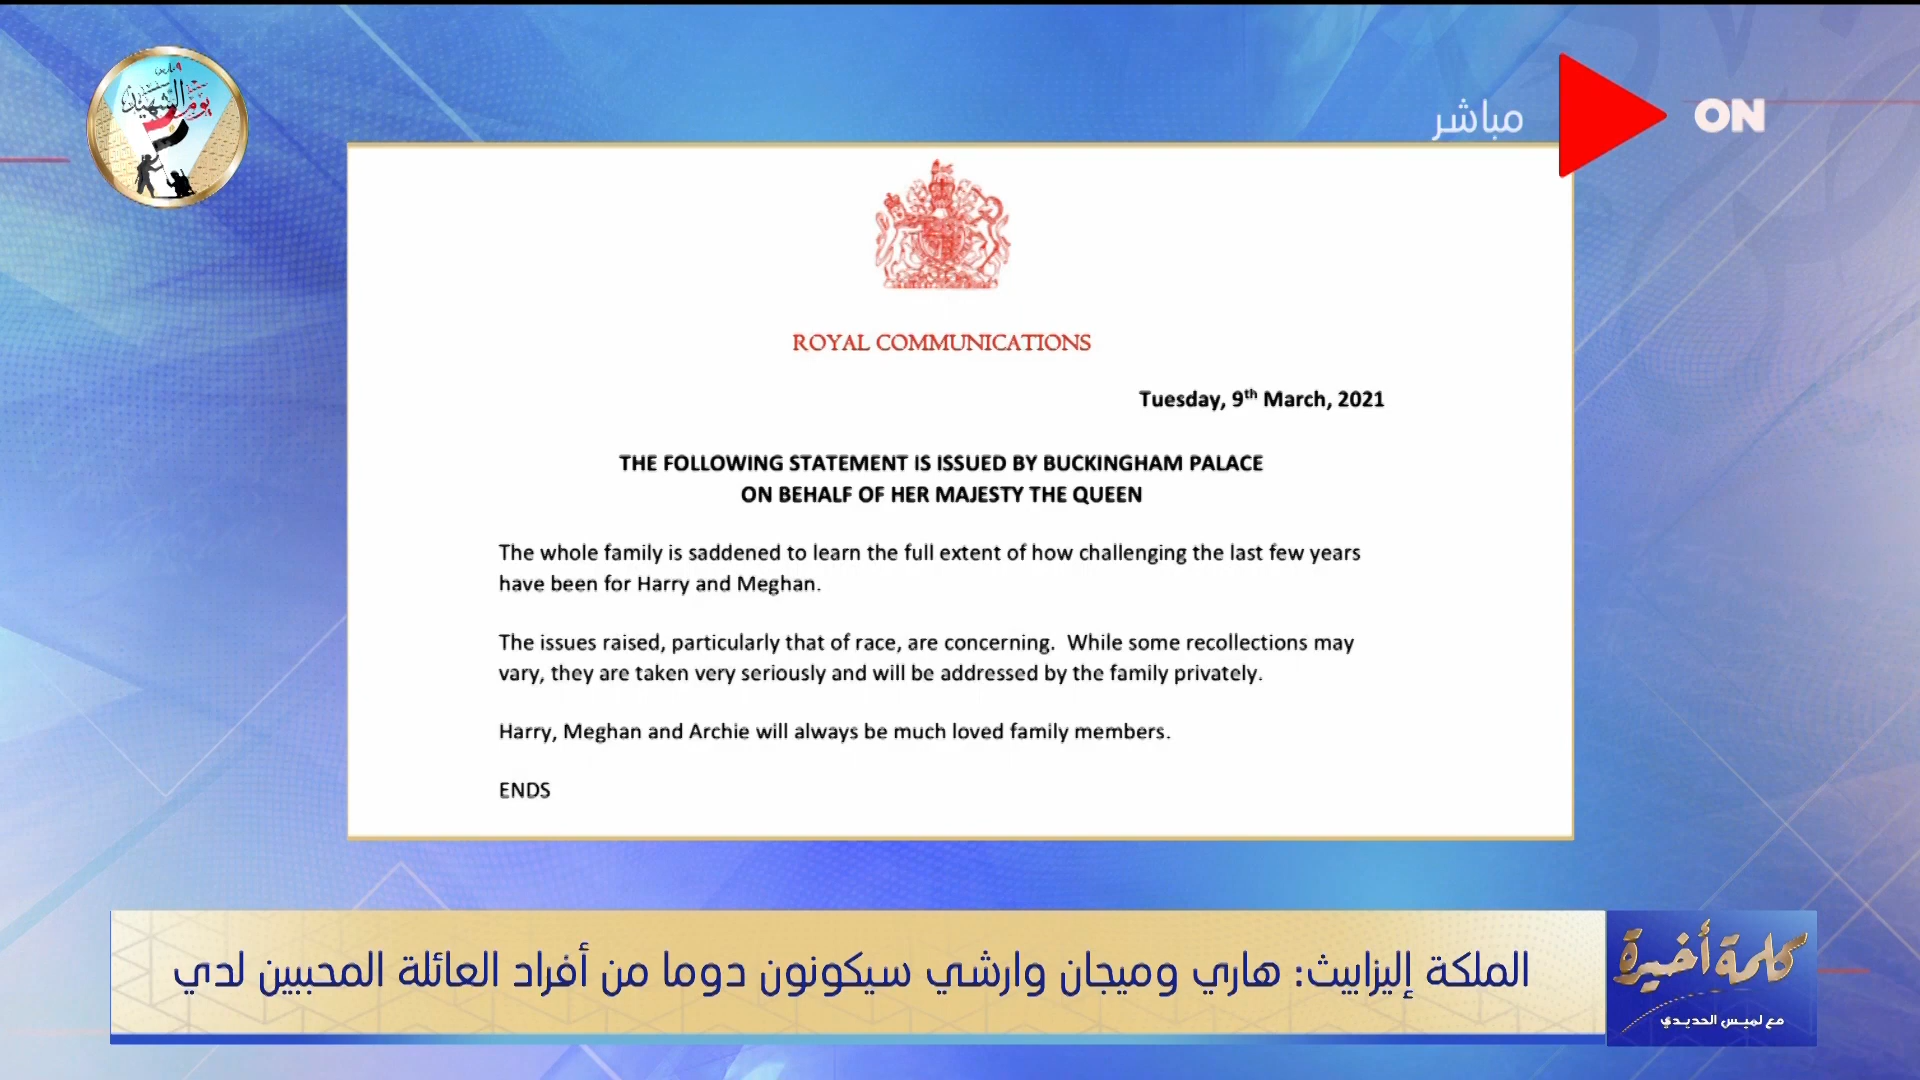 ٩ مارس
يوم الشهيد
مباشر
ON
ROYAL COMMUNICATIONS
Tuesday, 9th March, 2021
THE FOLLOWING STATEMENT IS ISSUED BY BUCKINGHAM PALACE
ON BEHALF OF HER MAJESTY THE QUEEN
The whole family is saddened to learn the full extent of how challenging the last few years
have been for Harry and Meghan.
The issues raised, particularly that of race, are concerning.  While some recollections may
vary, they are taken very seriously and will be addressed by the family privately.
Harry, Meghan and Archie will always be much loved family members.
ENDS
الملكة إليزابيث: هاري وميجان وارشي سيكونون دوما من أفراد العائلة المحببين لدي
كلمة أخيرة
مع لميس الحديدي